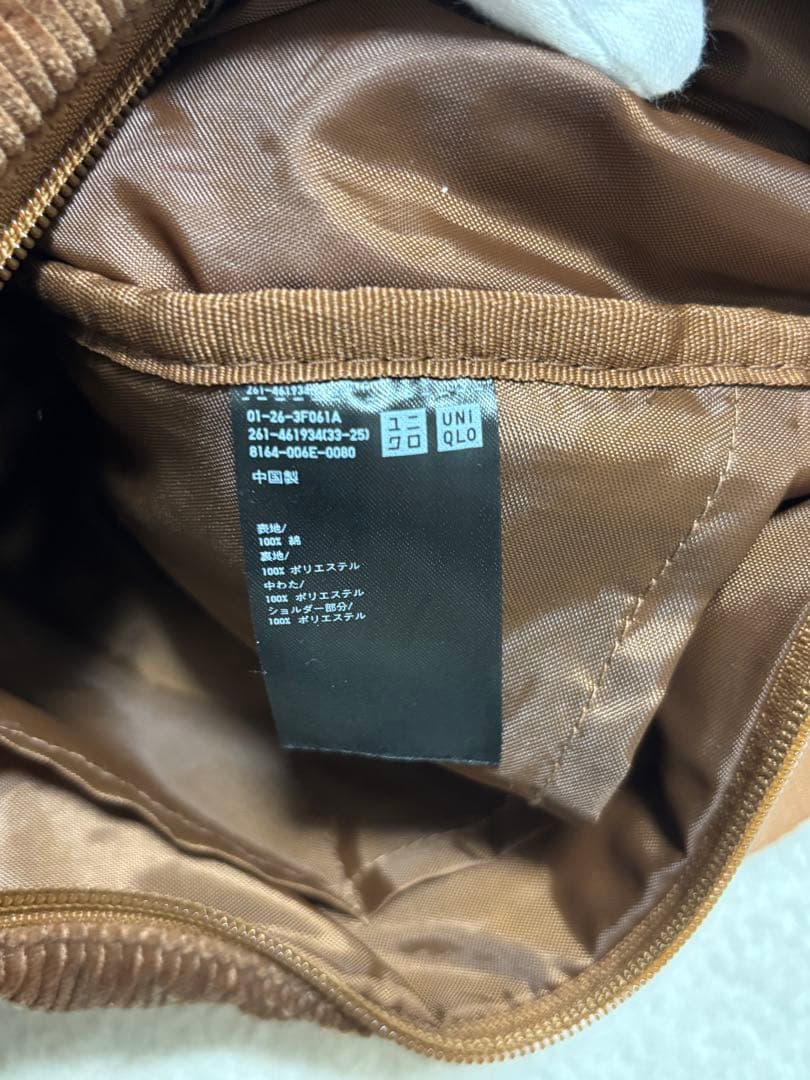 261-461934
01-26-3F061A
261-461934(33-25)
8164-006E-0080
ユニ
クロ
UNI
QLO
中国製
表地/
100% 綿
裏地/
100% ポリエステル
中わた/
100% ポリエステル
ショルダー部分/
100% ポリエステル